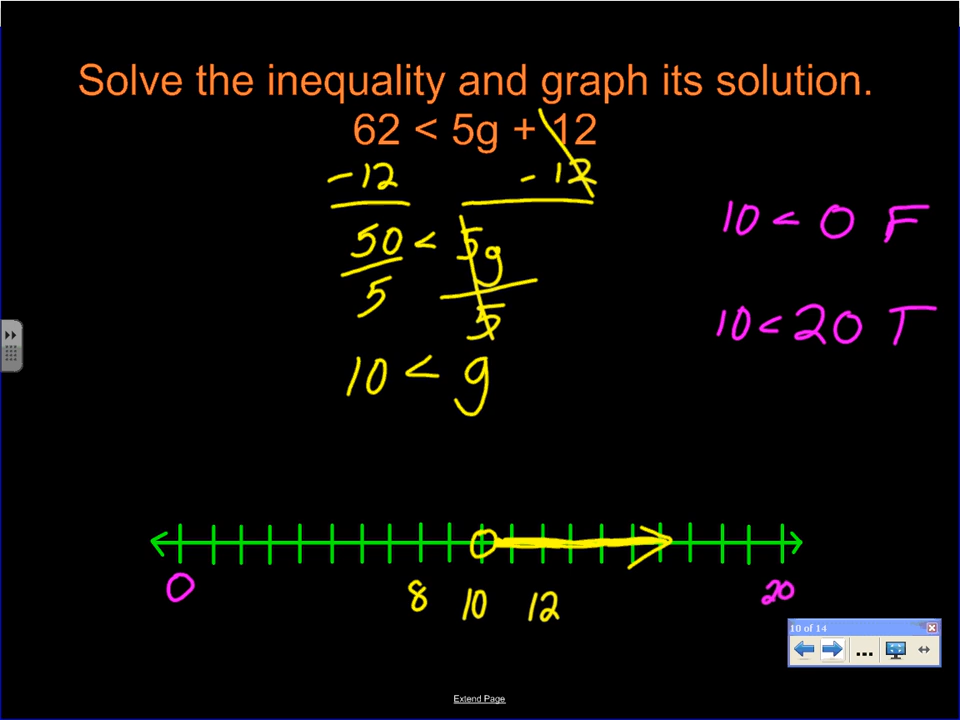 Solve the inequality and graph its solution.
62 < 5g + 12
-12 - 12
50 < 5g
5 5
10 < g
10 < 0 F
10 < 20 T
0 8 10 12 20
10 of 14
...
Extend Page